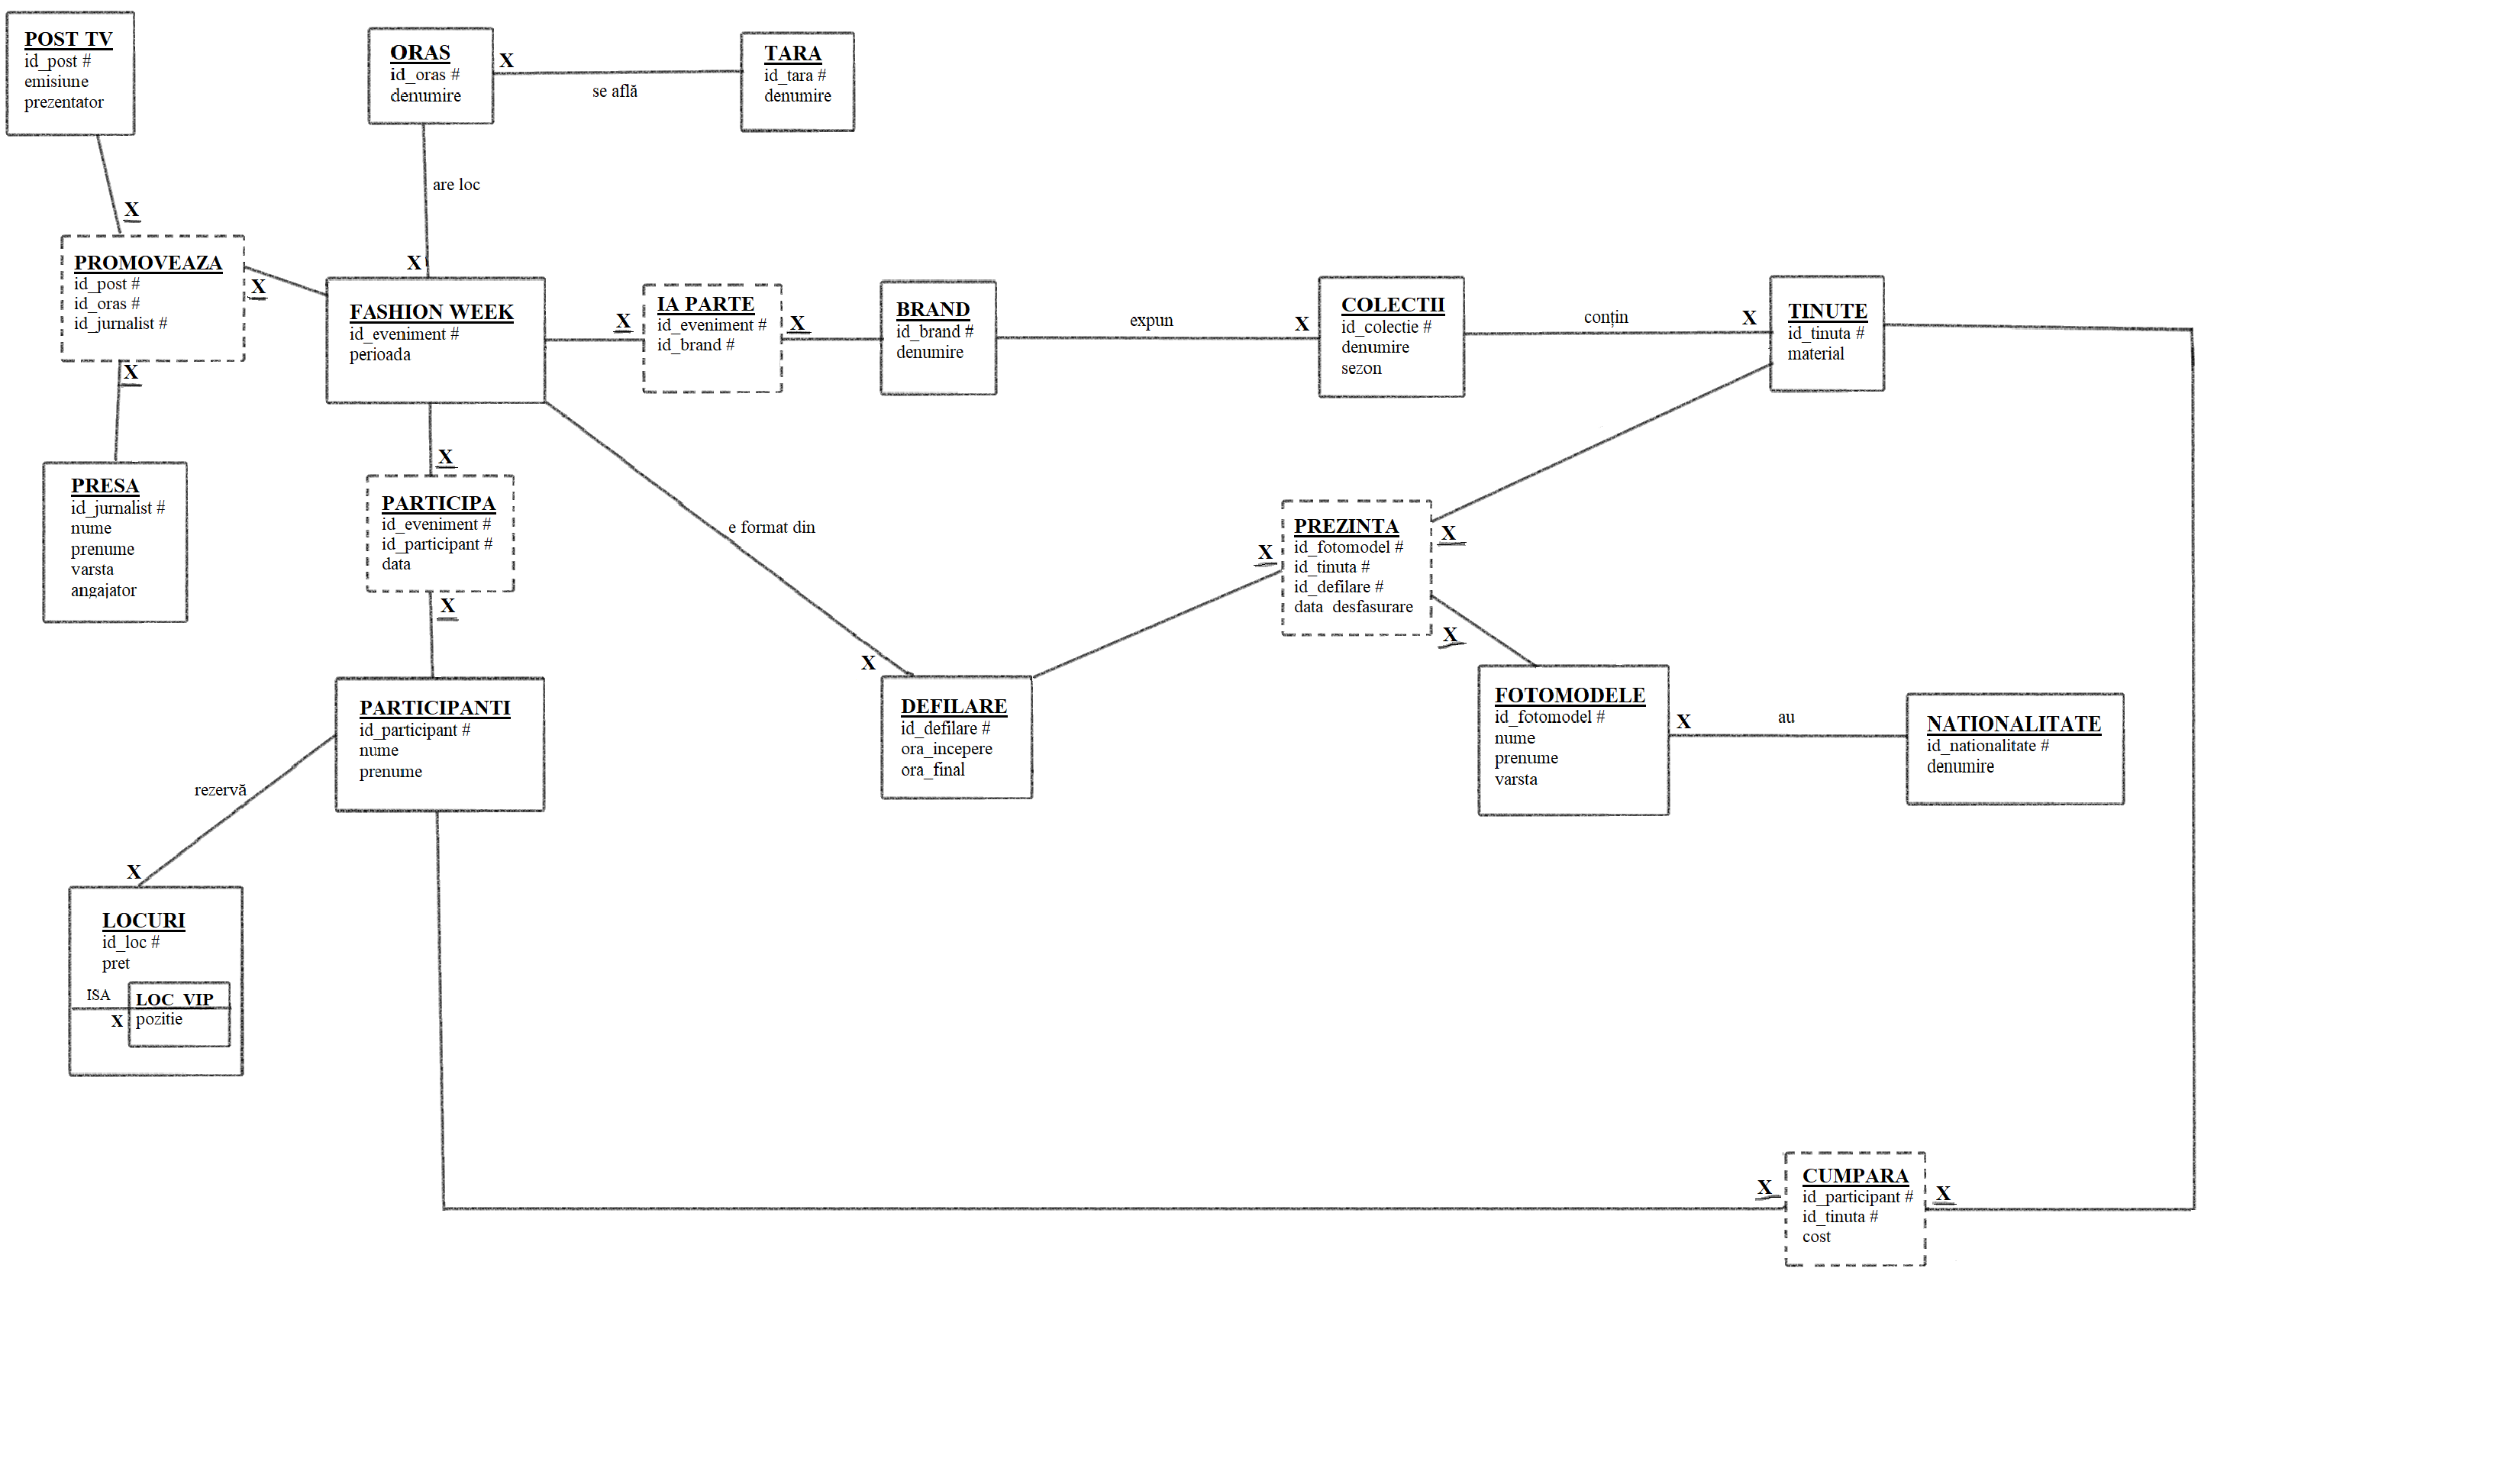 POST TV
id_post #
emisiune
prezentator
ORAS
id_oras #
denumire
X
se află
TARA
id_tara #
denumire
are loc
X
X
PROMOVEAZA
id_post #
id_oras #
id_jurnalist #
X
X
PRESA
id_jurnalist #
nume
prenume
varsta
angajator
FASHION WEEK
id_eveniment #
perioada
X
IA PARTE
id_eveniment #
id_brand #
X
BRAND
id_brand #
denumire
expun
X
COLECTII
id_colectie #
denumire
sezon
conțin
X
TINUTE
id_tinuta #
material
X
PARTICIPA
id_eveniment #
id_participant #
data
X
e format din
X
PREZINTA
id_fotomodel #
id_tinuta #
id_defilare #
data_desfasurare
X
X
X
PARTICIPANTI
id_participant #
nume
prenume
DEFILARE
id_defilare #
ora_incepere
ora_final
FOTOMODELE
id_fotomodel #
nume
prenume
varsta
X
au
NATIONALITATE
id_nationalitate #
denumire
rezervă
X
LOCURI
id_loc #
pret
ISA
X
LOC_VIP
pozitie
X
CUMPARA
id_participant #
id_tinuta #
cost
X